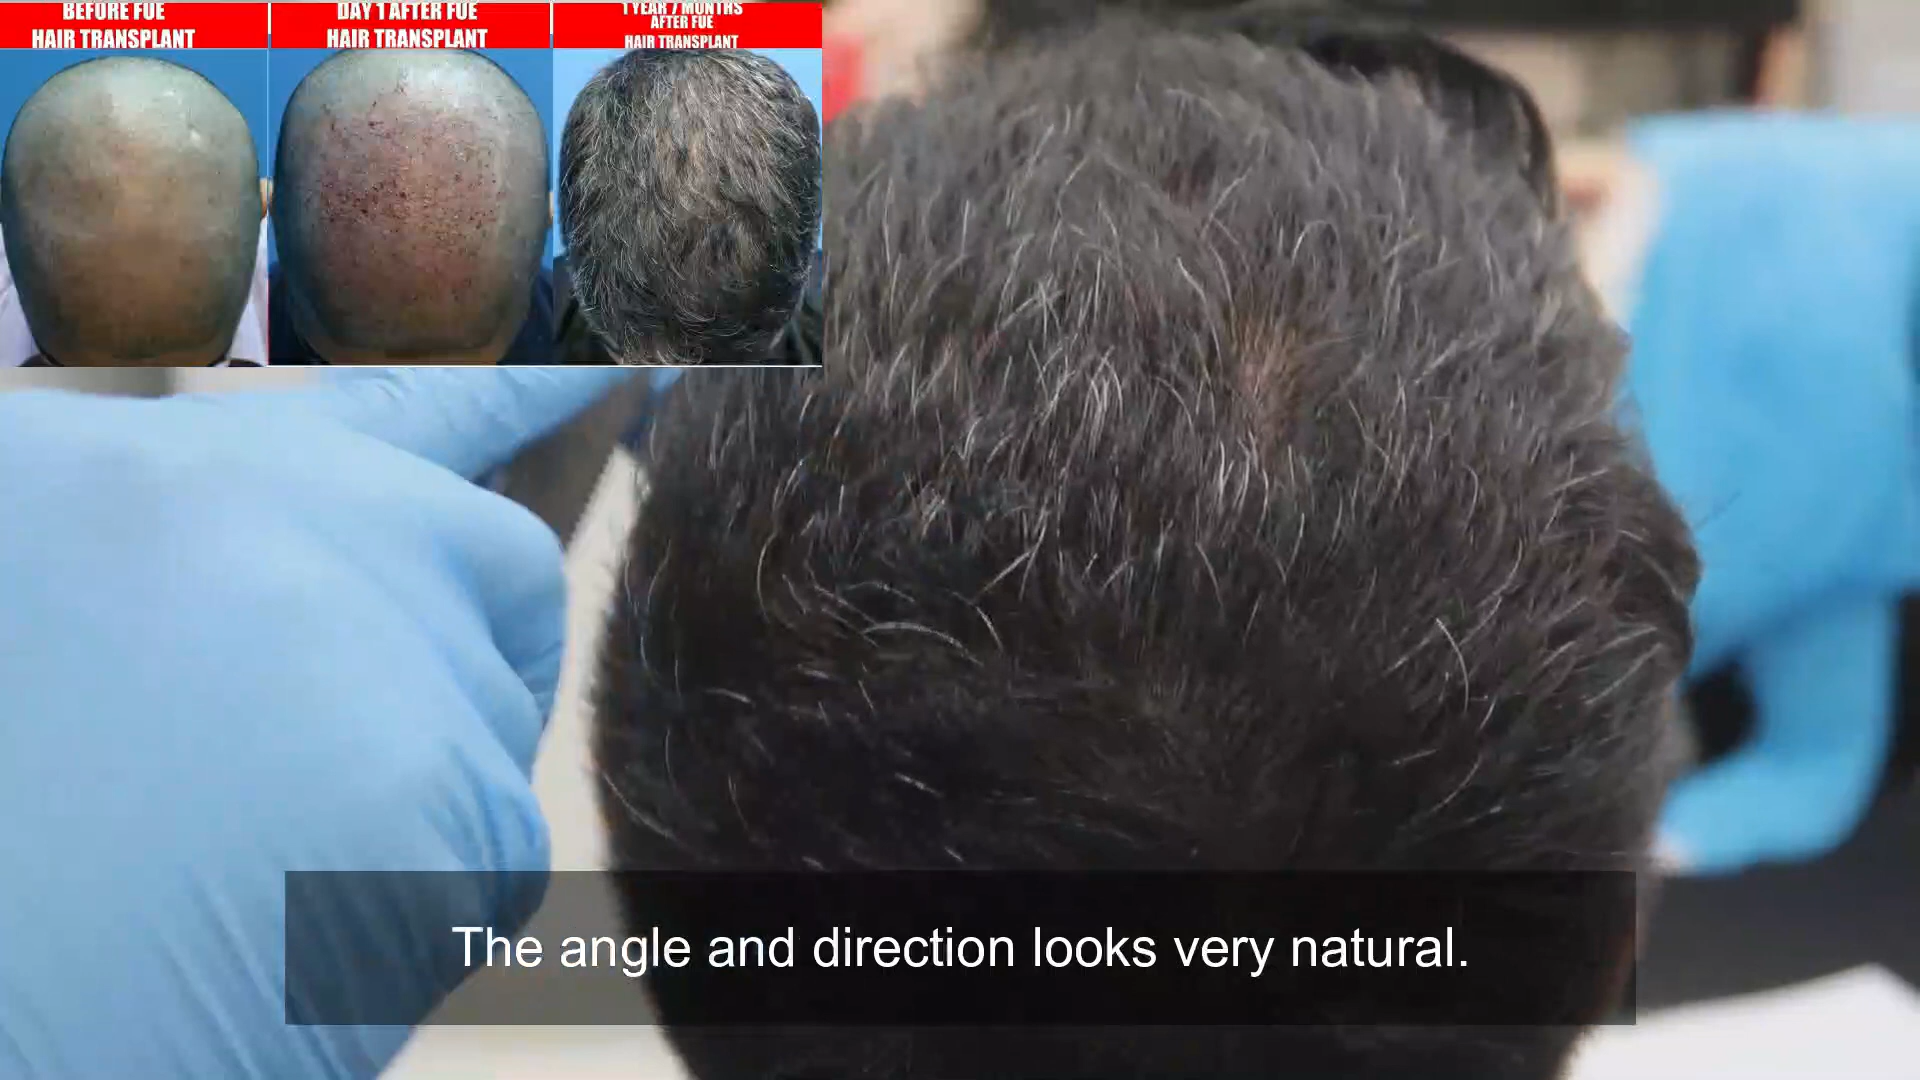 BEFORE FUE
HAIR TRANSPLANT
DAY 1 AFTER FUE
HAIR TRANSPLANT
1 YEAR 7 MONTHS
AFTER FUE
HAIR TRANSPLANT
The angle and direction looks very natural.